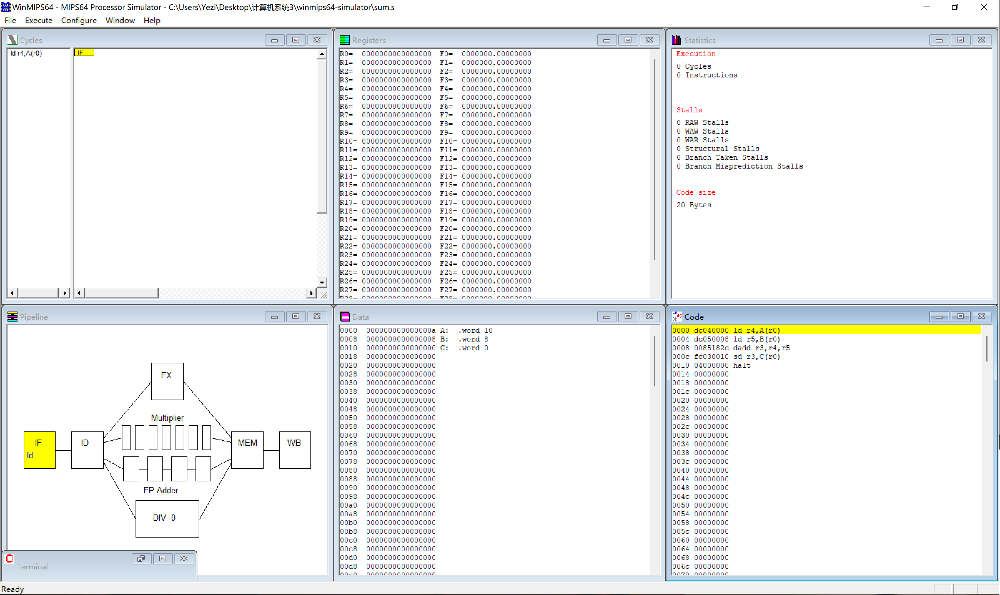 WinMIPS64 - MIPS64 Processor Simulator - C:\Users\Yezi\Desktop\计算机系统3\winmips64-simulator\sum.s
File Execute Configure Window Help
Cycles
ld r4,A(r0)
IF
Registers
R0= 0000000000000000 F0= 0000000.00000000
R1= 0000000000000000 F1= 0000000.00000000
R2= 0000000000000000 F2= 0000000.00000000
R3= 0000000000000000 F3= 0000000.00000000
R4= 0000000000000000 F4= 0000000.00000000
R5= 0000000000000000 F5= 0000000.00000000
R6= 0000000000000000 F6= 0000000.00000000
R7= 0000000000000000 F7= 0000000.00000000
R8= 0000000000000000 F8= 0000000.00000000
R9= 0000000000000000 F9= 0000000.00000000
R10= 0000000000000000 F10= 0000000.00000000
R11= 0000000000000000 F11= 0000000.00000000
R12= 0000000000000000 F12= 0000000.00000000
R13= 0000000000000000 F13= 0000000.00000000
R14= 0000000000000000 F14= 0000000.00000000
R15= 0000000000000000 F15= 0000000.00000000
R16= 0000000000000000 F16= 0000000.00000000
R17= 0000000000000000 F17= 0000000.00000000
R18= 0000000000000000 F18= 0000000.00000000
R19= 0000000000000000 F19= 0000000.00000000
R20= 0000000000000000 F20= 0000000.00000000
R21= 0000000000000000 F21= 0000000.00000000
R22= 0000000000000000 F22= 0000000.00000000
R23= 0000000000000000 F23= 0000000.00000000
R24= 0000000000000000 F24= 0000000.00000000
R25= 0000000000000000 F25= 0000000.00000000
R26= 0000000000000000 F26= 0000000.00000000
R27= 0000000000000000 F27= 0000000.00000000
R28= 0000000000000000 F28= 0000000.00000000
Statistics
Execution
0 Cycles
0 Instructions
Stalls
0 RAW Stalls
0 WAW Stalls
0 WAR Stalls
0 Structural Stalls
0 Branch Taken Stalls
0 Branch Misprediction Stalls
Code size
20 Bytes
Pipeline
EX
Multiplier
IF
ld
ID
MEM
WB
FP Adder
DIV 0
Terminal
Data
0000 000000000000000a A: .word 10
0008 0000000000000008 B: .word 8
0010 0000000000000000 C: .word 0
0018 0000000000000000
0020 0000000000000000
0028 0000000000000000
0030 0000000000000000
0038 0000000000000000
0040 0000000000000000
0048 0000000000000000
0050 0000000000000000
0058 0000000000000000
0060 0000000000000000
0068 0000000000000000
0070 0000000000000000
0078 0000000000000000
0080 0000000000000000
0088 0000000000000000
0090 0000000000000000
0098 0000000000000000
00a0 0000000000000000
00a8 0000000000000000
00b0 0000000000000000
00b8 0000000000000000
00c0 0000000000000000
00c8 0000000000000000
00d0 0000000000000000
00d8 0000000000000000
00e0 0000000000000000
Code
0000 dc040000 ld r4,A(r0)
0004 dc050008 ld r5,B(r0)
0008 0085182c dadd r3,r4,r5
000c fc030010 sd r3,C(r0)
0010 04000000 halt
0014 00000000
0018 00000000
001c 00000000
0020 00000000
0024 00000000
0028 00000000
002c 00000000
0030 00000000
0034 00000000
0038 00000000
003c 00000000
0040 00000000
0044 00000000
0048 00000000
004c 00000000
0050 00000000
0054 00000000
0058 00000000
005c 00000000
0060 00000000
0064 00000000
0068 00000000
006c 00000000
0070 00000000
Ready